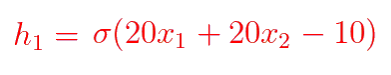 h₁ = σ(20x₁ + 20x₂ − 10)